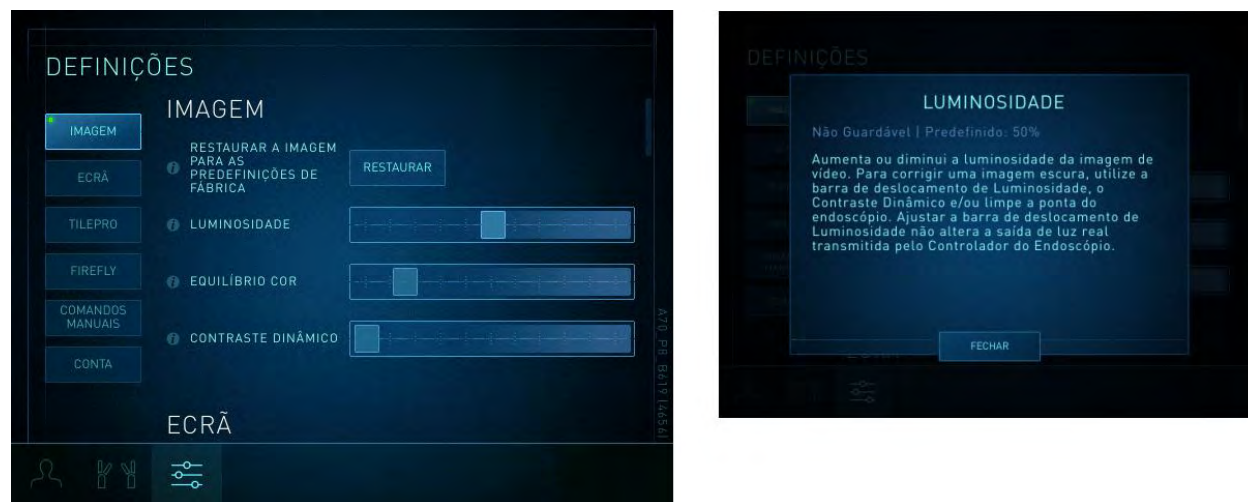 DEFINIÇÕES
IMAGEM
ECRÃ
TILEPRO
FIREFLY
COMANDOS
MANUAIS
CONTA
IMAGEM
RESTAURAR A IMAGEM
PARA AS
PREDEFINIÇÕES DE
FÁBRICA
RESTAURAR
LUMINOSIDADE
EQUILÍBRIO COR
CONTRASTE DINÂMICO
ECRÃ
A70_PB B619 [4656]
DEFINIÇÕES
LUMINOSIDADE
Não Guardável | Predefinido: 50%
Aumenta ou diminui a luminosidade da imagem de
vídeo. Para corrigir uma imagem escura, utilize a
barra de deslocamento de Luminosidade, o
Contraste Dinâmico e/ou limpe a ponta do
endoscópio. Ajustar a barra de deslocamento de
Luminosidade não altera a saída de luz real
transmitida pelo Controlador do Endoscópio.
FECHAR